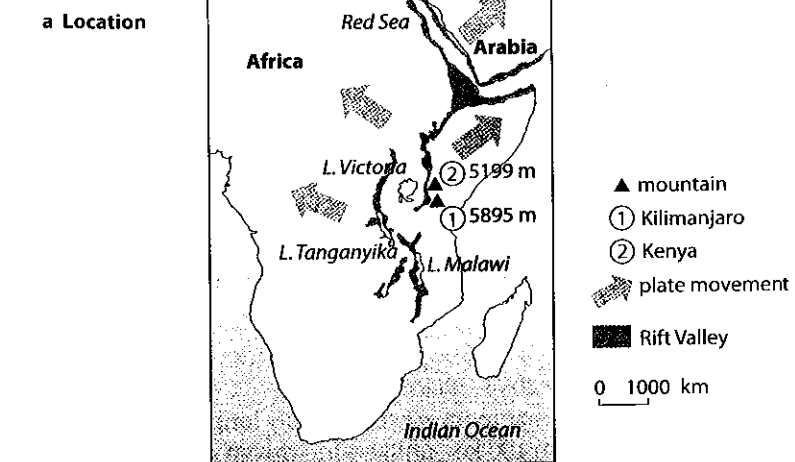 a Location
Red Sea
Arabia
Africa
L. Victoria
② 5199 m
① 5895 m
L. Tanganyika
L. Malawi
Indian Ocean
▲ mountain
① Kilimanjaro
② Kenya
plate movement
Rift Valley
0 1000 km